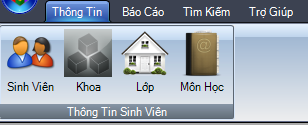 Thông Tin Báo Cáo Tìm Kiếm Trợ Giúp
Sinh Viên Khoa Lớp Môn Học
Thông Tin Sinh Viên